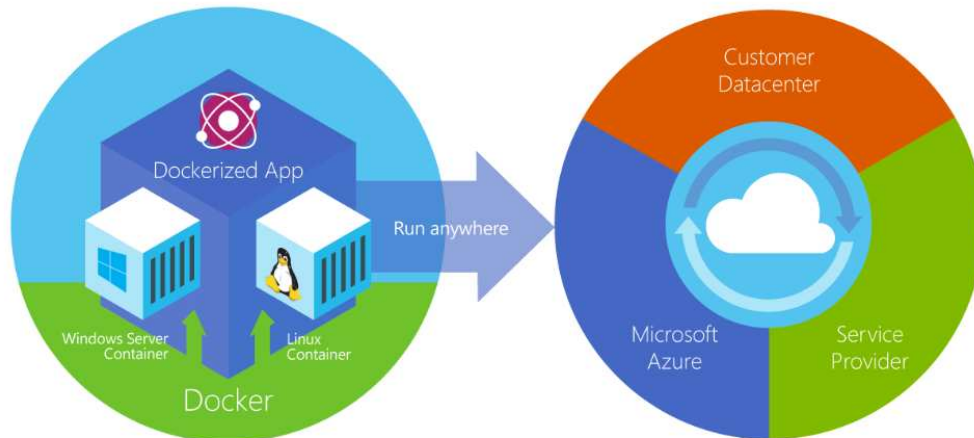 Dockerized App
Windows Server
Container
Linux
Container
Docker
Run anywhere
Customer
Datacenter
Microsoft
Azure
Service
Provider